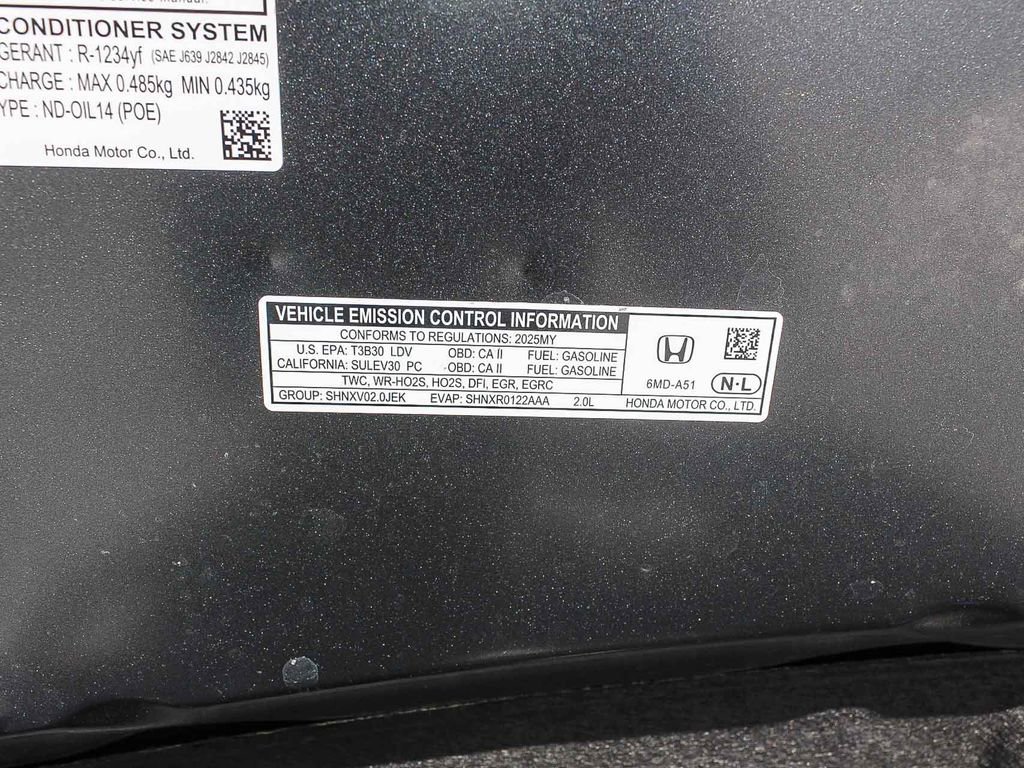 Service Manual.
CONDITIONER SYSTEM
GERANT : R-1234yf (SAE J639 J2842 J2845)
CHARGE : MAX 0.485kg MIN 0.435kg
YPE : ND-OIL14 (POE)
Honda Motor Co., Ltd.
VEHICLE EMISSION CONTROL INFORMATION
CONFORMS TO REGULATIONS: 2025MY
U.S. EPA: T3B30 LDV OBD: CA II FUEL: GASOLINE
CALIFORNIA: SULEV30 PC OBD: CA II FUEL: GASOLINE
TWC, WR-HO2S, HO2S, DFI, EGR, EGRC
GROUP: SHNXV02.0JEK EVAP: SHNXR0122AAA 2.0L
6MD-A51 N·L
HONDA MOTOR CO., LTD.